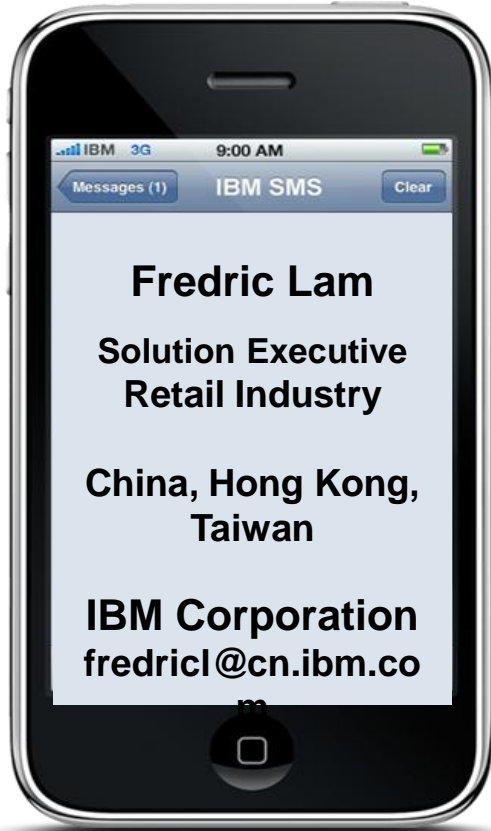 IBM 3G 9:00 AM
Messages (1) IBM SMS Clear
Fredric Lam
Solution Executive
Retail Industry
China, Hong Kong,
Taiwan
IBM Corporation
fredricl@cn.ibm.co
m